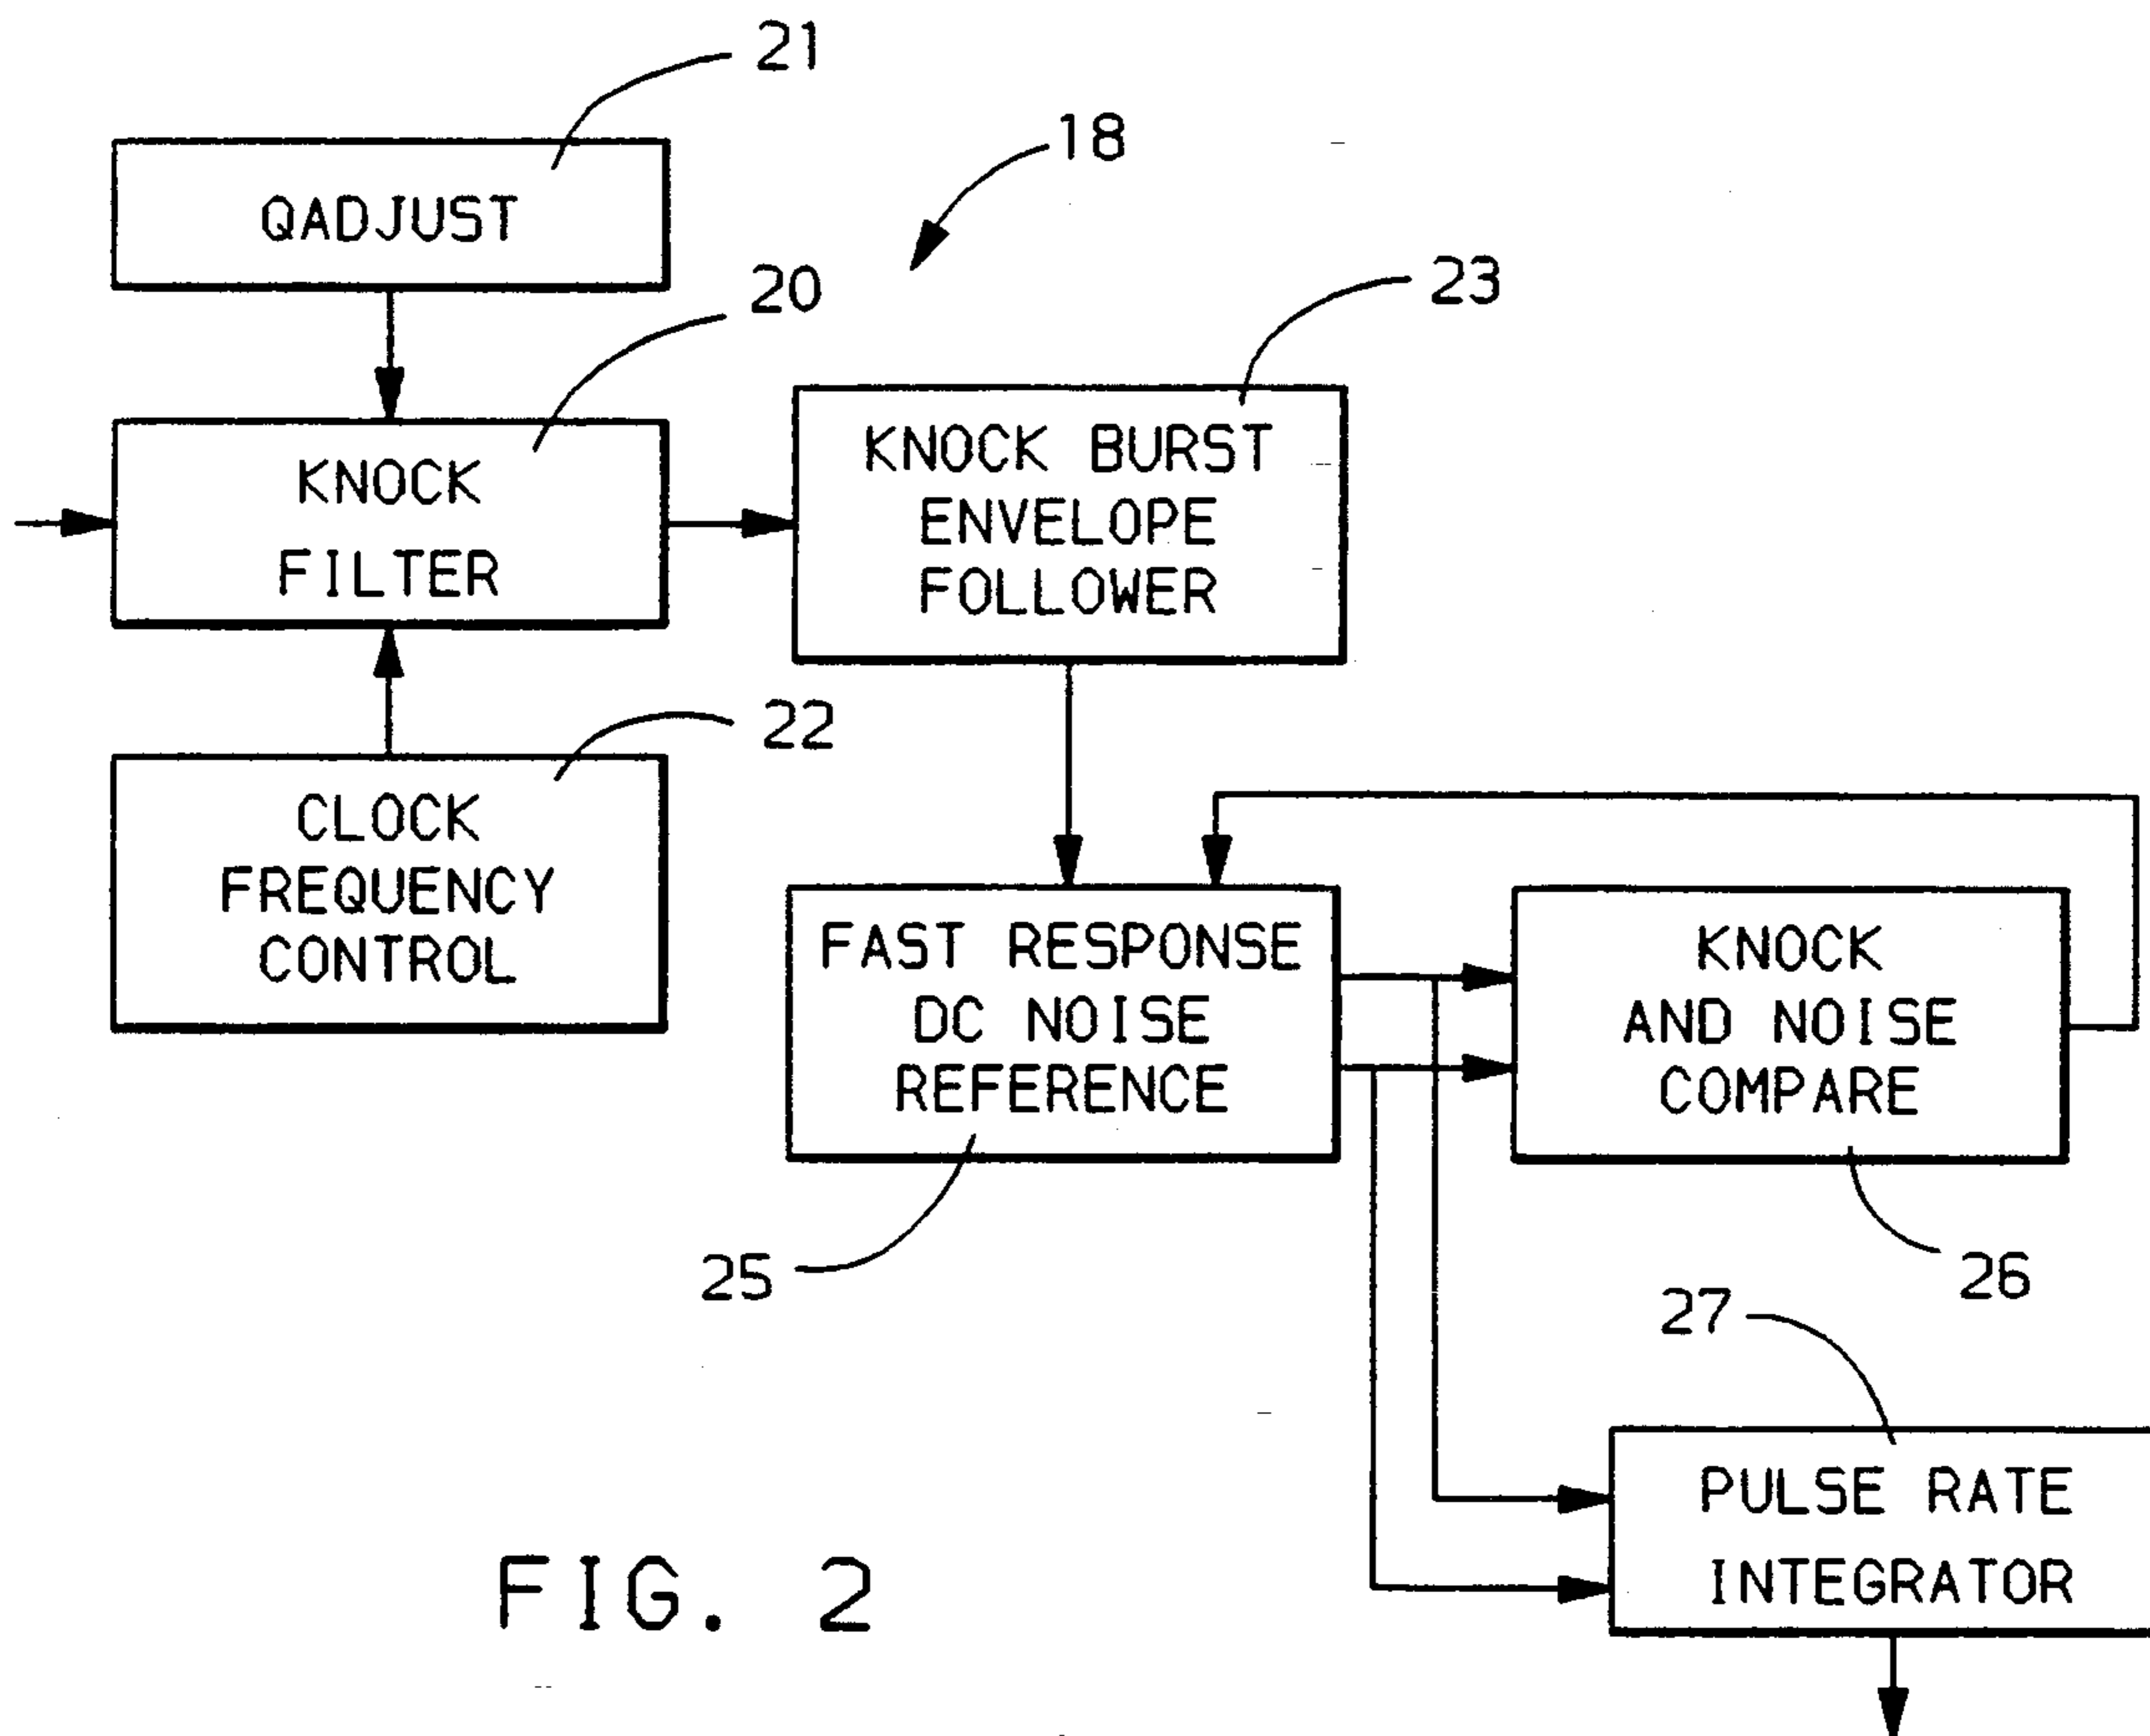 21
QADJUST
18
20
23
KNOCK
FILTER
KNOCK BURST
ENVELOPE
FOLLOWER
22
CLOCK
FREQUENCY
CONTROL
FAST RESPONSE
DC NOISE
REFERENCE
KNOCK
AND NOISE
COMPARE
25
26
27
PULSE RATE
INTEGRATOR
FIG. 2